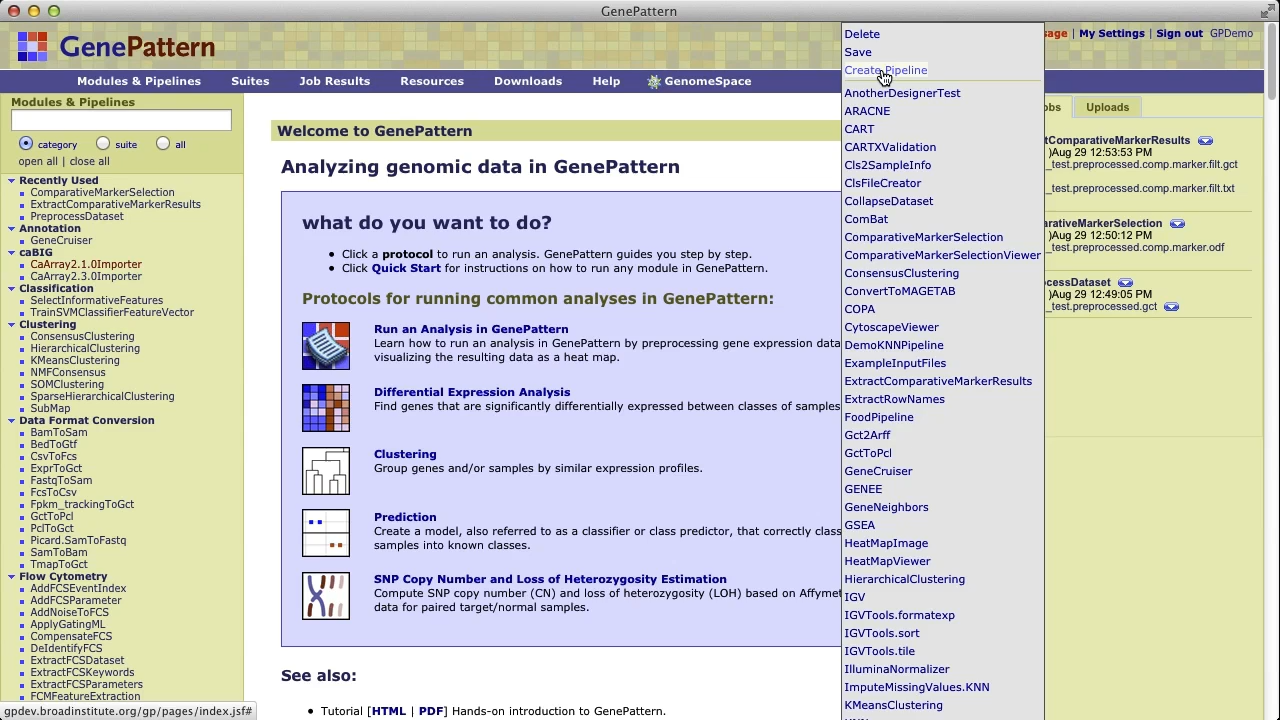 GenePattern
GenePattern
sage | My Settings | Sign out GPDemo
Modules & Pipelines Suites Job Results Resources Downloads Help GenomeSpace
Modules & Pipelines
category suite all
open all | close all
Recently Used
ComparativeMarkerSelection
ExtractComparativeMarkerResults
PreprocessDataset
Annotation
GeneCruiser
caBIG
CaArray2.1.0Importer
CaArray2.3.0Importer
Classification
SelectInformativeFeatures
TrainSVMClassifierFeatureVector
Clustering
ConsensusClustering
HierarchicalClustering
KMeansClustering
NMFConsensus
SOMClustering
SparseHierarchicalClustering
SubMap
Data Format Conversion
BamToSam
BedToGtf
CsvToFcs
ExprToGct
FastqToSam
FcsToCsv
Fpkm_trackingToGct
GctToPcl
PclToGct
Picard.SamToFastq
SamToBam
TmapToGct
Flow Cytometry
AddFCSEventIndex
AddFCSParameter
AddNoiseToFCS
ApplyGatingML
CompensateFCS
DeIdentifyFCS
ExtractFCSDataset
ExtractFCSKeywords
ExtractFCSParameters
FCMFeatureExtraction
gpdev.broadinstitute.org/gp/pages/index.jsf#
Welcome to GenePattern
Analyzing genomic data in GenePattern
what do you want to do?
Click a protocol to run an analysis. GenePattern guides you step by step.
Click Quick Start for instructions on how to run any module in GenePattern.
Protocols for running common analyses in GenePattern:
Run an Analysis in GenePattern
Learn how to run an analysis in GenePattern by preprocessing gene expression data
visualizing the resulting data as a heat map.
Differential Expression Analysis
Find genes that are significantly differentially expressed between classes of samples
Clustering
Group genes and/or samples by similar expression profiles.
Prediction
Create a model, also referred to as a classifier or class predictor, that correctly class
samples into known classes.
SNP Copy Number and Loss of Heterozygosity Estimation
Compute SNP copy number (CN) and loss of heterozygosity (LOH) based on Affymet
data for paired target/normal samples.
See also:
Tutorial [HTML | PDF] Hands-on introduction to GenePattern.
Delete
Save
Create Pipeline
AnotherDesignerTest
ARACNE
CART
CARTXValidation
Cls2SampleInfo
ClsFileCreator
CollapseDataset
ComBat
ComparativeMarkerSelection
ComparativeMarkerSelectionViewer
ConsensusClustering
ConvertToMAGETAB
COPA
CytoscapeViewer
DemoKNNPipeline
ExampleInputFiles
ExtractComparativeMarkerResults
ExtractRowNames
FoodPipeline
Gct2Arff
GctToPcl
GeneCruiser
GENEE
GeneNeighbors
GSEA
HeatMapImage
HeatMapViewer
HierarchicalClustering
IGV
IGVTools.formatexp
IGVTools.sort
IGVTools.tile
IlluminaNormalizer
ImputeMissingValues.KNN
KMeansClustering
obs Uploads
tComparativeMarkerResults
)Aug 29 12:53:53 PM
_test.preprocessed.comp.marker.filt.gct
_test.preprocessed.comp.marker.filt.txt
arativeMarkerSelection
)Aug 29 12:50:12 PM
_test.preprocessed.comp.marker.odf
ocessDataset
)Aug 29 12:49:05 PM
_test.preprocessed.gct